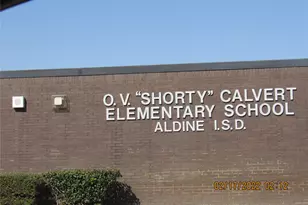 O. V. "SHORTY" CALVERT
ELEMENTARY SCHOOL
ALDINE I.S.D.